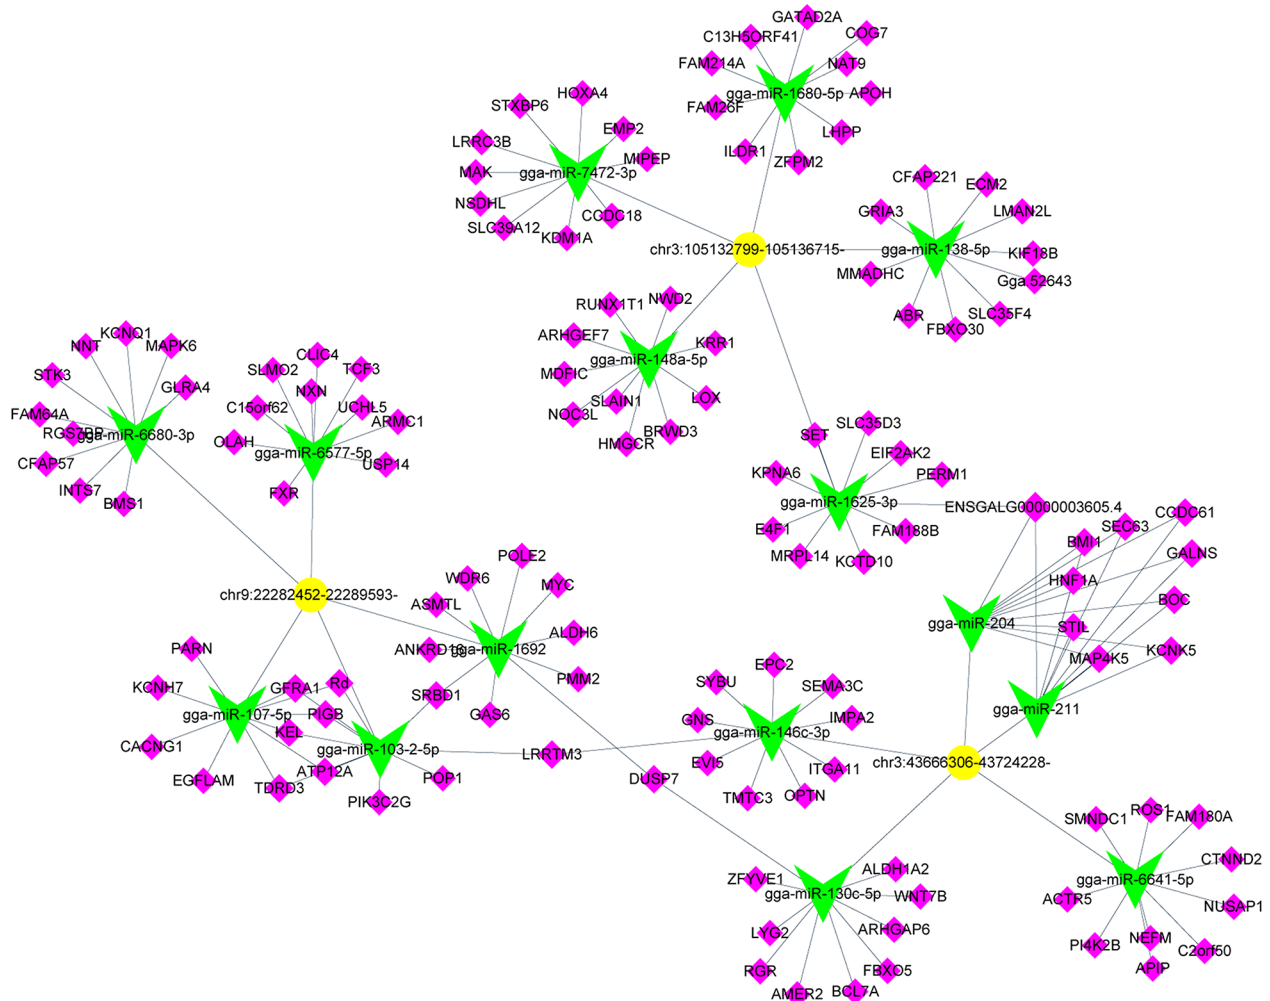 GATAD2A
C13H5ORF41
COG7
FAM214A
NAT9
gga-miR-1680-5p
APOH
FAM26F
LHPP
ILDR1
ZFPM2
HOXA4
STXBP6
EMP2
LRRC3B
MIPEP
MAK
gga-miR-7472-3p
NSDHL
CCDC18
SLC39A12
KDM1A
CFAP221
ECM2
GRIA3
LMAN2L
chr3:105132799-105136715-
gga-miR-138-5p
KIF13B
MMADHC
Gga.52643
ABR
SLC35F4
FBXO30
RUNX1T1
NWD2
ARHGEF7
KRR1
gga-miR-148a-5p
MDFIC
SLAIN1
LOX
NOC3L
BRWD3
HMGCR
KCNQ1
NNT
MAPK6
STK3
GLRA4
FAM64A
gga-miR-6680-3p
CFAP57
INTS7
BMS1
CLIC4
SLMO2
TCF3
NXN
C15orf62
UCHL5
ARMC1
OLAH
gga-miR-6577-5p
USP14
FXR
SET
SLC35D3
EIF2AK2
KPNA6
PERM1
gga-miR-1625-3p
ENSGALG00000003605.4
E4F1
FAM188B
MRPL14
KCTD10
CCDC61
SEC63
BMI1
GALNS
HNF1A
BOC
gga-miR-204
STIL
KCNK5
MAP4K5
gga-miR-211
chr9:22282452-22289593-
POLE2
WDR6
MYC
ASMTL
ALDH6
gga-miR-1692
PMM2
SRBD1
GAS6
PARN
KCNH7
GFRA1
Rd
gga-miR-107-5p
PIGB
KEL
CACNG1
gga-miR-103-2-5p
ATP12A
EGFLAM
TDRD3
POP1
PIK3C2G
LRRTM3
DUSP7
EPC2
SYBU
SEMA3C
GNS
IMPA2
gga-miR-146c-3p
EVI5
ITGA11
TMTC3
OPTN
chr3:43666306-43724228-
ALDH1A2
ZFYVE1
gga-miR-130c-5p
WNT7B
LYG2
ARHGAP6
RGR
FBXO5
AMER2
BCL7A
SMNDC1
ROS1
FAM180A
CTNND2
gga-miR-6641-5p
ACTR5
NUSAP1
PI4K2B
NEFM
C2orf50
APIP